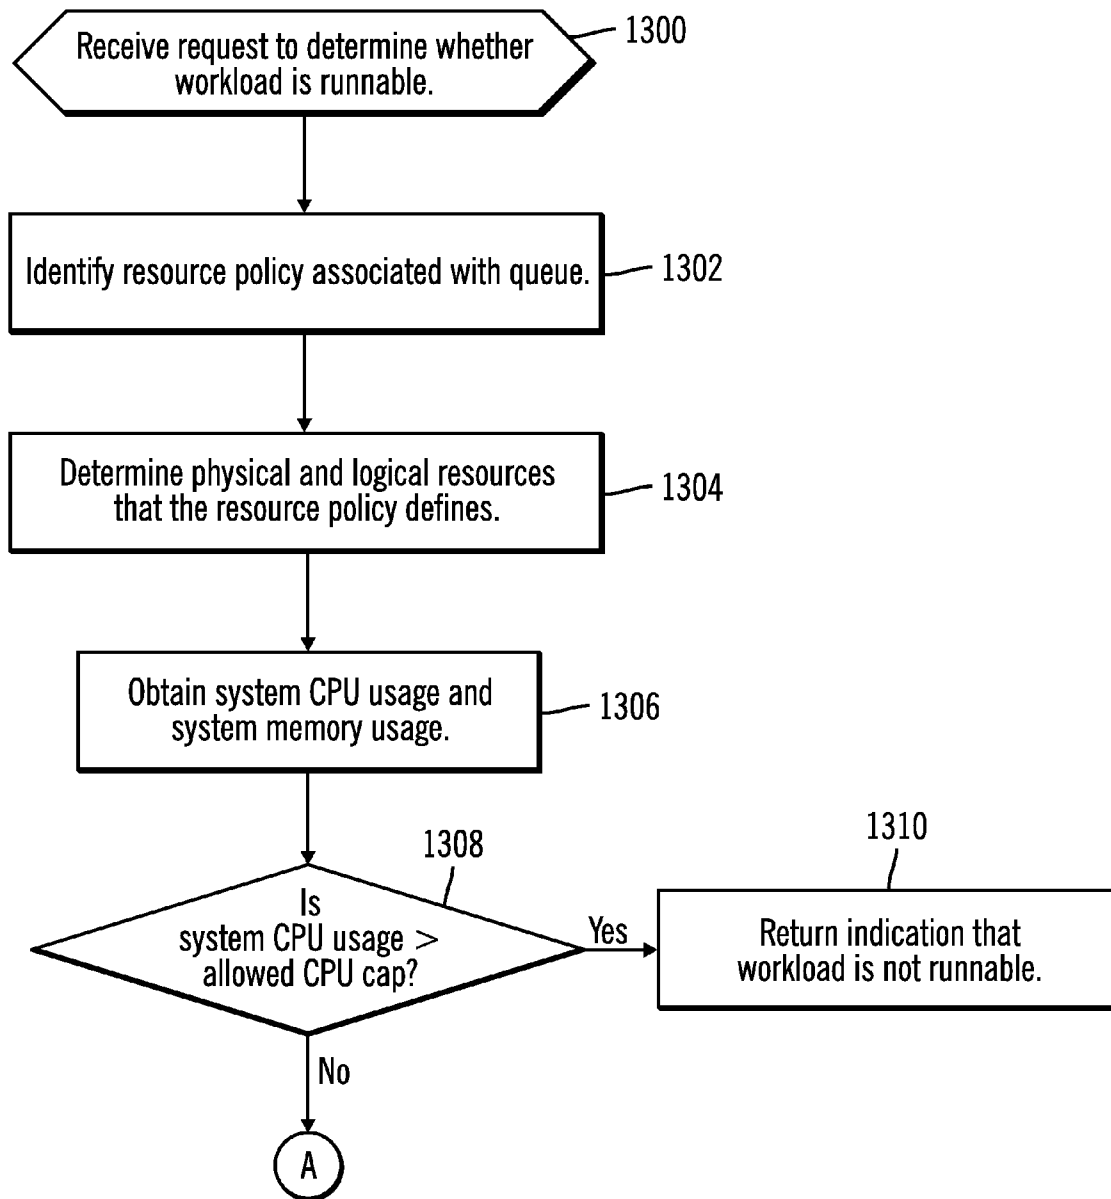 Receive request to determine whether
workload is runnable.
1300
Identify resource policy associated with queue.
1302
Determine physical and logical resources
that the resource policy defines.
1304
Obtain system CPU usage and
system memory usage.
1306
1308
Is
system CPU usage >
allowed CPU cap?
Yes
1310
Return indication that
workload is not runnable.
No
A